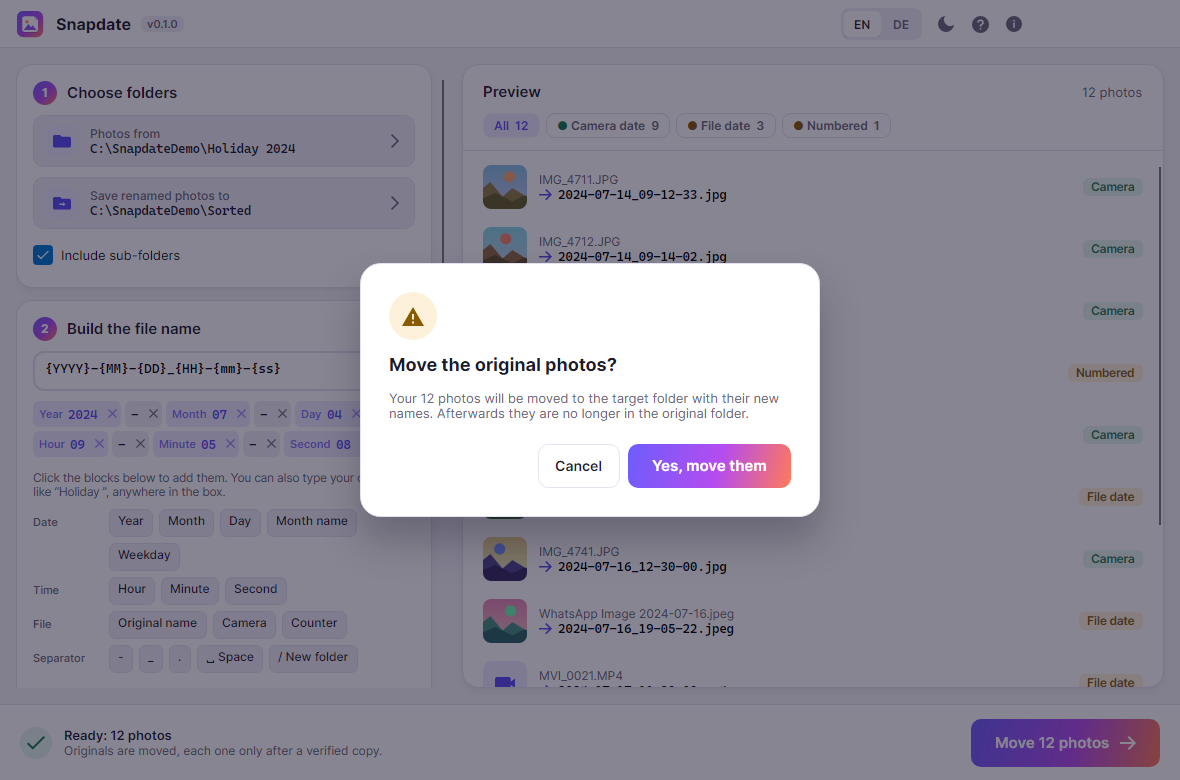 Snapdate v0.1.0
EN DE
1 Choose folders
Photos from
C:\SnapdateDemo\Holiday 2024
Save renamed photos to
C:\SnapdateDemo\Sorted
Include sub-folders
2 Build the file name
{YYYY}-{MM}-{DD}_{HH}-{mm}-{ss}
Year 2024 × – × Month 07 × – × Day 04 ×
Hour 09 × – × Minute 05 × – × Second 08
Click the blocks below to add them. You can also type your
like “Holiday ”, anywhere in the box.
Date Year Month Day Month name
Weekday
Time Hour Minute Second
File Original name Camera Counter
Separator - _ . ␣ Space / New folder
Preview 12 photos
All 12 Camera date 9 File date 3 Numbered 1
IMG_4711.JPG
→ 2024-07-14_09-12-33.jpg
Camera
IMG_4712.JPG
→ 2024-07-14_09-14-02.jpg
Camera
Camera
Numbered
Camera
File date
IMG_4741.JPG
→ 2024-07-16_12-30-00.jpg
Camera
WhatsApp Image 2024-07-16.jpeg
→ 2024-07-16_19-05-22.jpeg
File date
MVI_0021.MP4
File date
Move the original photos?
Your 12 photos will be moved to the target folder with their new
names. Afterwards they are no longer in the original folder.
Cancel Yes, move them
Ready: 12 photos
Originals are moved, each one only after a verified copy.
Move 12 photos →